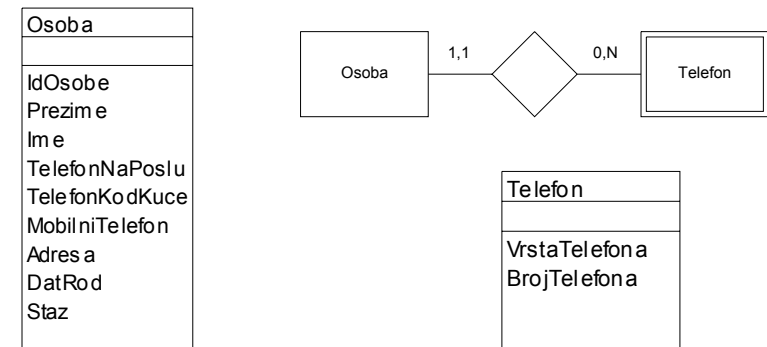 Osoba
IdOsobe
Prezime
Ime
TelefonNaPoslu
TelefonKodKuce
MobilniTelefon
Adresa
DatRod
Staz
Osoba
1,1
0,N
Telefon
Telefon
VrstaTelefona
BrojTelefona